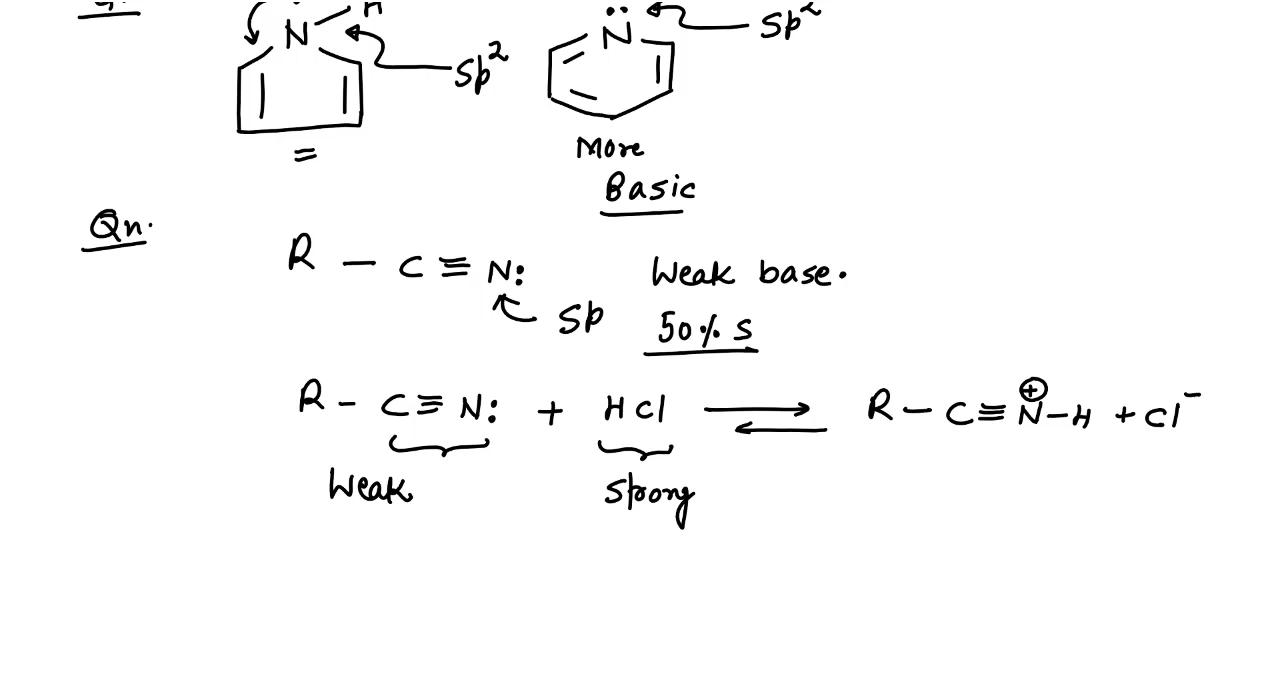 N - H
Sp²
N̈
Sp²
=
More
Basic
Qn.
R - C ≡ N: Weak base.
Sp 50% s
R - C ≡ N: + HCl ⇌ R - C ≡ N⊕ - H + Cl⁻
Weak Strong